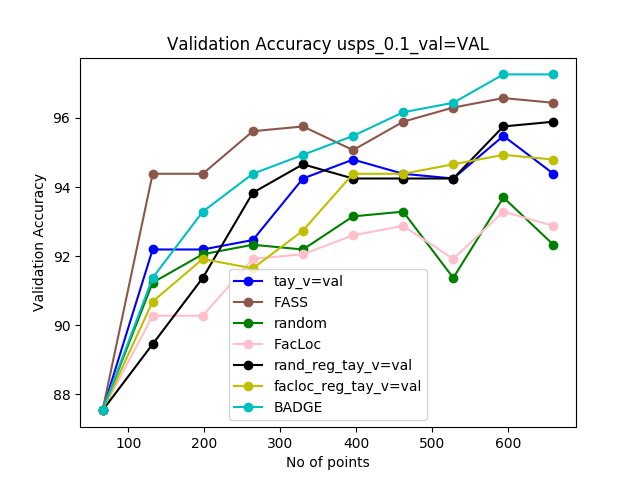 Validation Accuracy usps_0.1_val=VAL
Validation Accuracy
96
94
92
90
88
tay_v=val
FASS
random
FacLoc
rand_reg_tay_v=val
facloc_reg_tay_v=val
BADGE
100 200 300 400 500 600
No of points